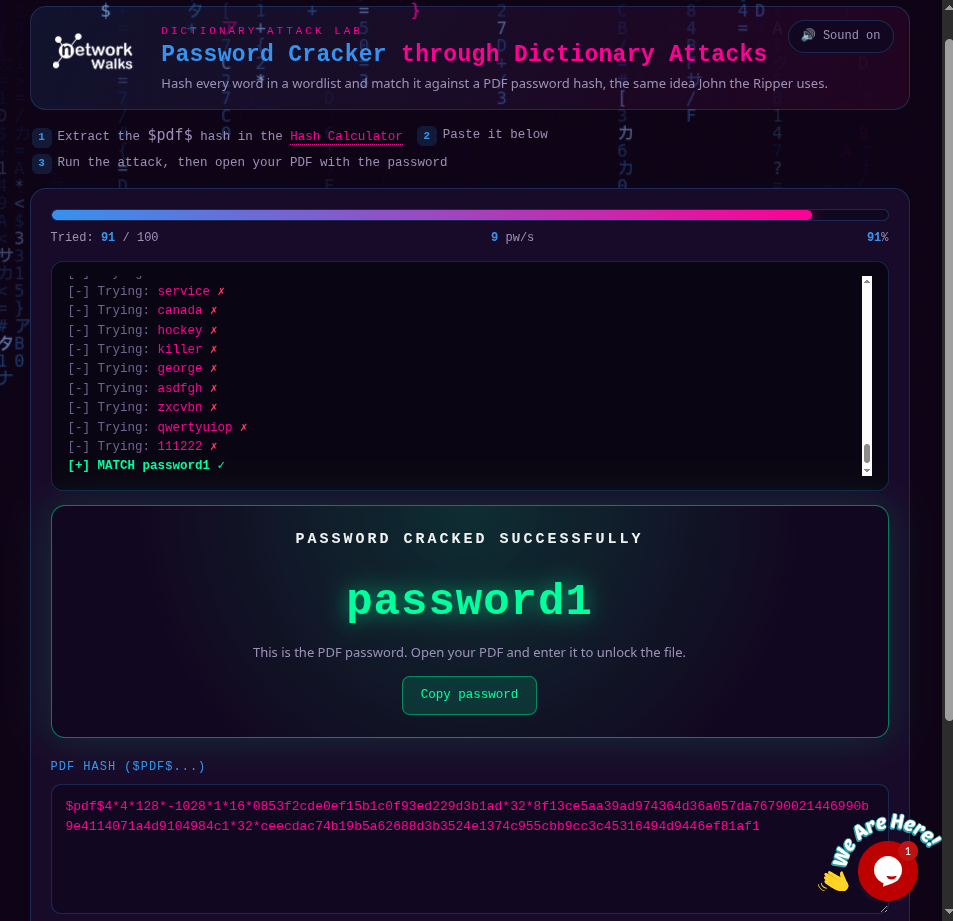 DICTIONARY ATTACK LAB
network
Walks
Password Cracker through Dictionary Attacks
🔊 Sound on
Hash every word in a wordlist and match it against a PDF password hash, the same idea John the Ripper uses.
1 Extract the $pdf$ hash in the Hash Calculator
2 Paste it below
3 Run the attack, then open your PDF with the password
Tried: 91 / 100
9 pw/s
91%
[-] Trying: service ✗
[-] Trying: canada ✗
[-] Trying: hockey ✗
[-] Trying: killer ✗
[-] Trying: george ✗
[-] Trying: asdfgh ✗
[-] Trying: zxcvbn ✗
[-] Trying: qwertyuiop ✗
[-] Trying: 111222 ✗
[+] MATCH password1 ✓
PASSWORD CRACKED SUCCESSFULLY
password1
This is the PDF password. Open your PDF and enter it to unlock the file.
Copy password
PDF HASH ($PDF$...)
$pdf$4*4*128*-1028*1*16*0853f2cde0ef15b1c0f93ed229d3b1ad*32*8f13ce5aa39ad974364d36a057da76790021446990b
9e4114071a4d9104984c1*32*ceecdac74b19b5a62688d3b3524e1374c955cbb9cc3c45316494d9446ef81af1
We Are Here!
1